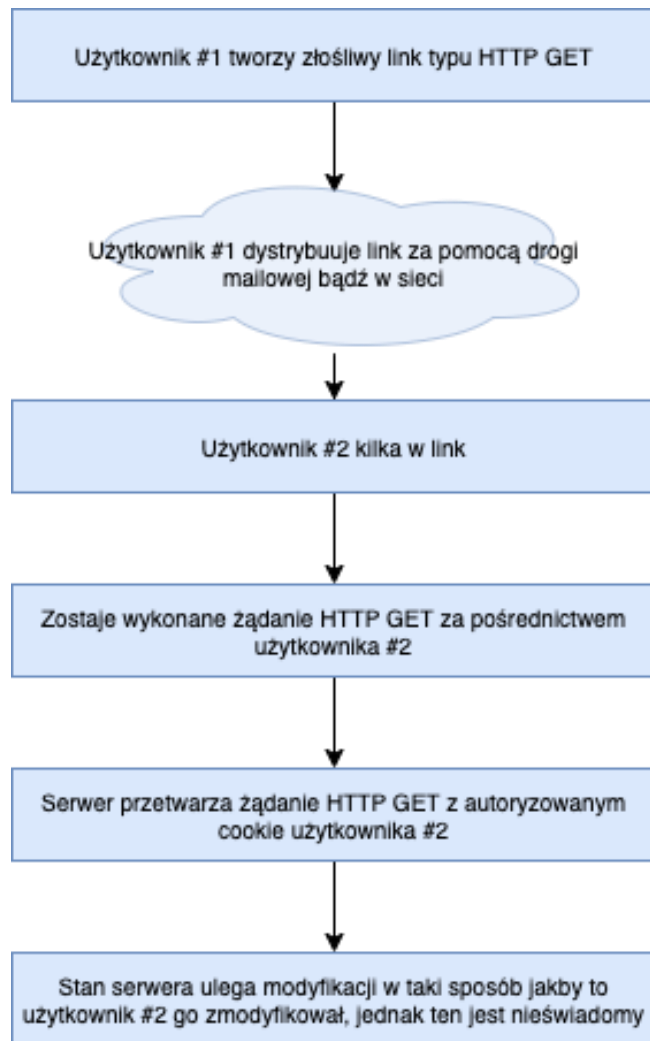 Użytkownik #1 tworzy złośliwy link typu HTTP GET
Użytkownik #1 dystrybuuje link za pomocą drogi
mailowej bądź w sieci
Użytkownik #2 kilka w link
Zostaje wykonane żądanie HTTP GET za pośrednictwem
użytkownika #2
Serwer przetwarza żądanie HTTP GET z autoryzowanym
cookie użytkownika #2
Stan serwera ulega modyfikacji w taki sposób jakby to
użytkownik #2 go zmodyfikował, jednak ten jest nieświadomy